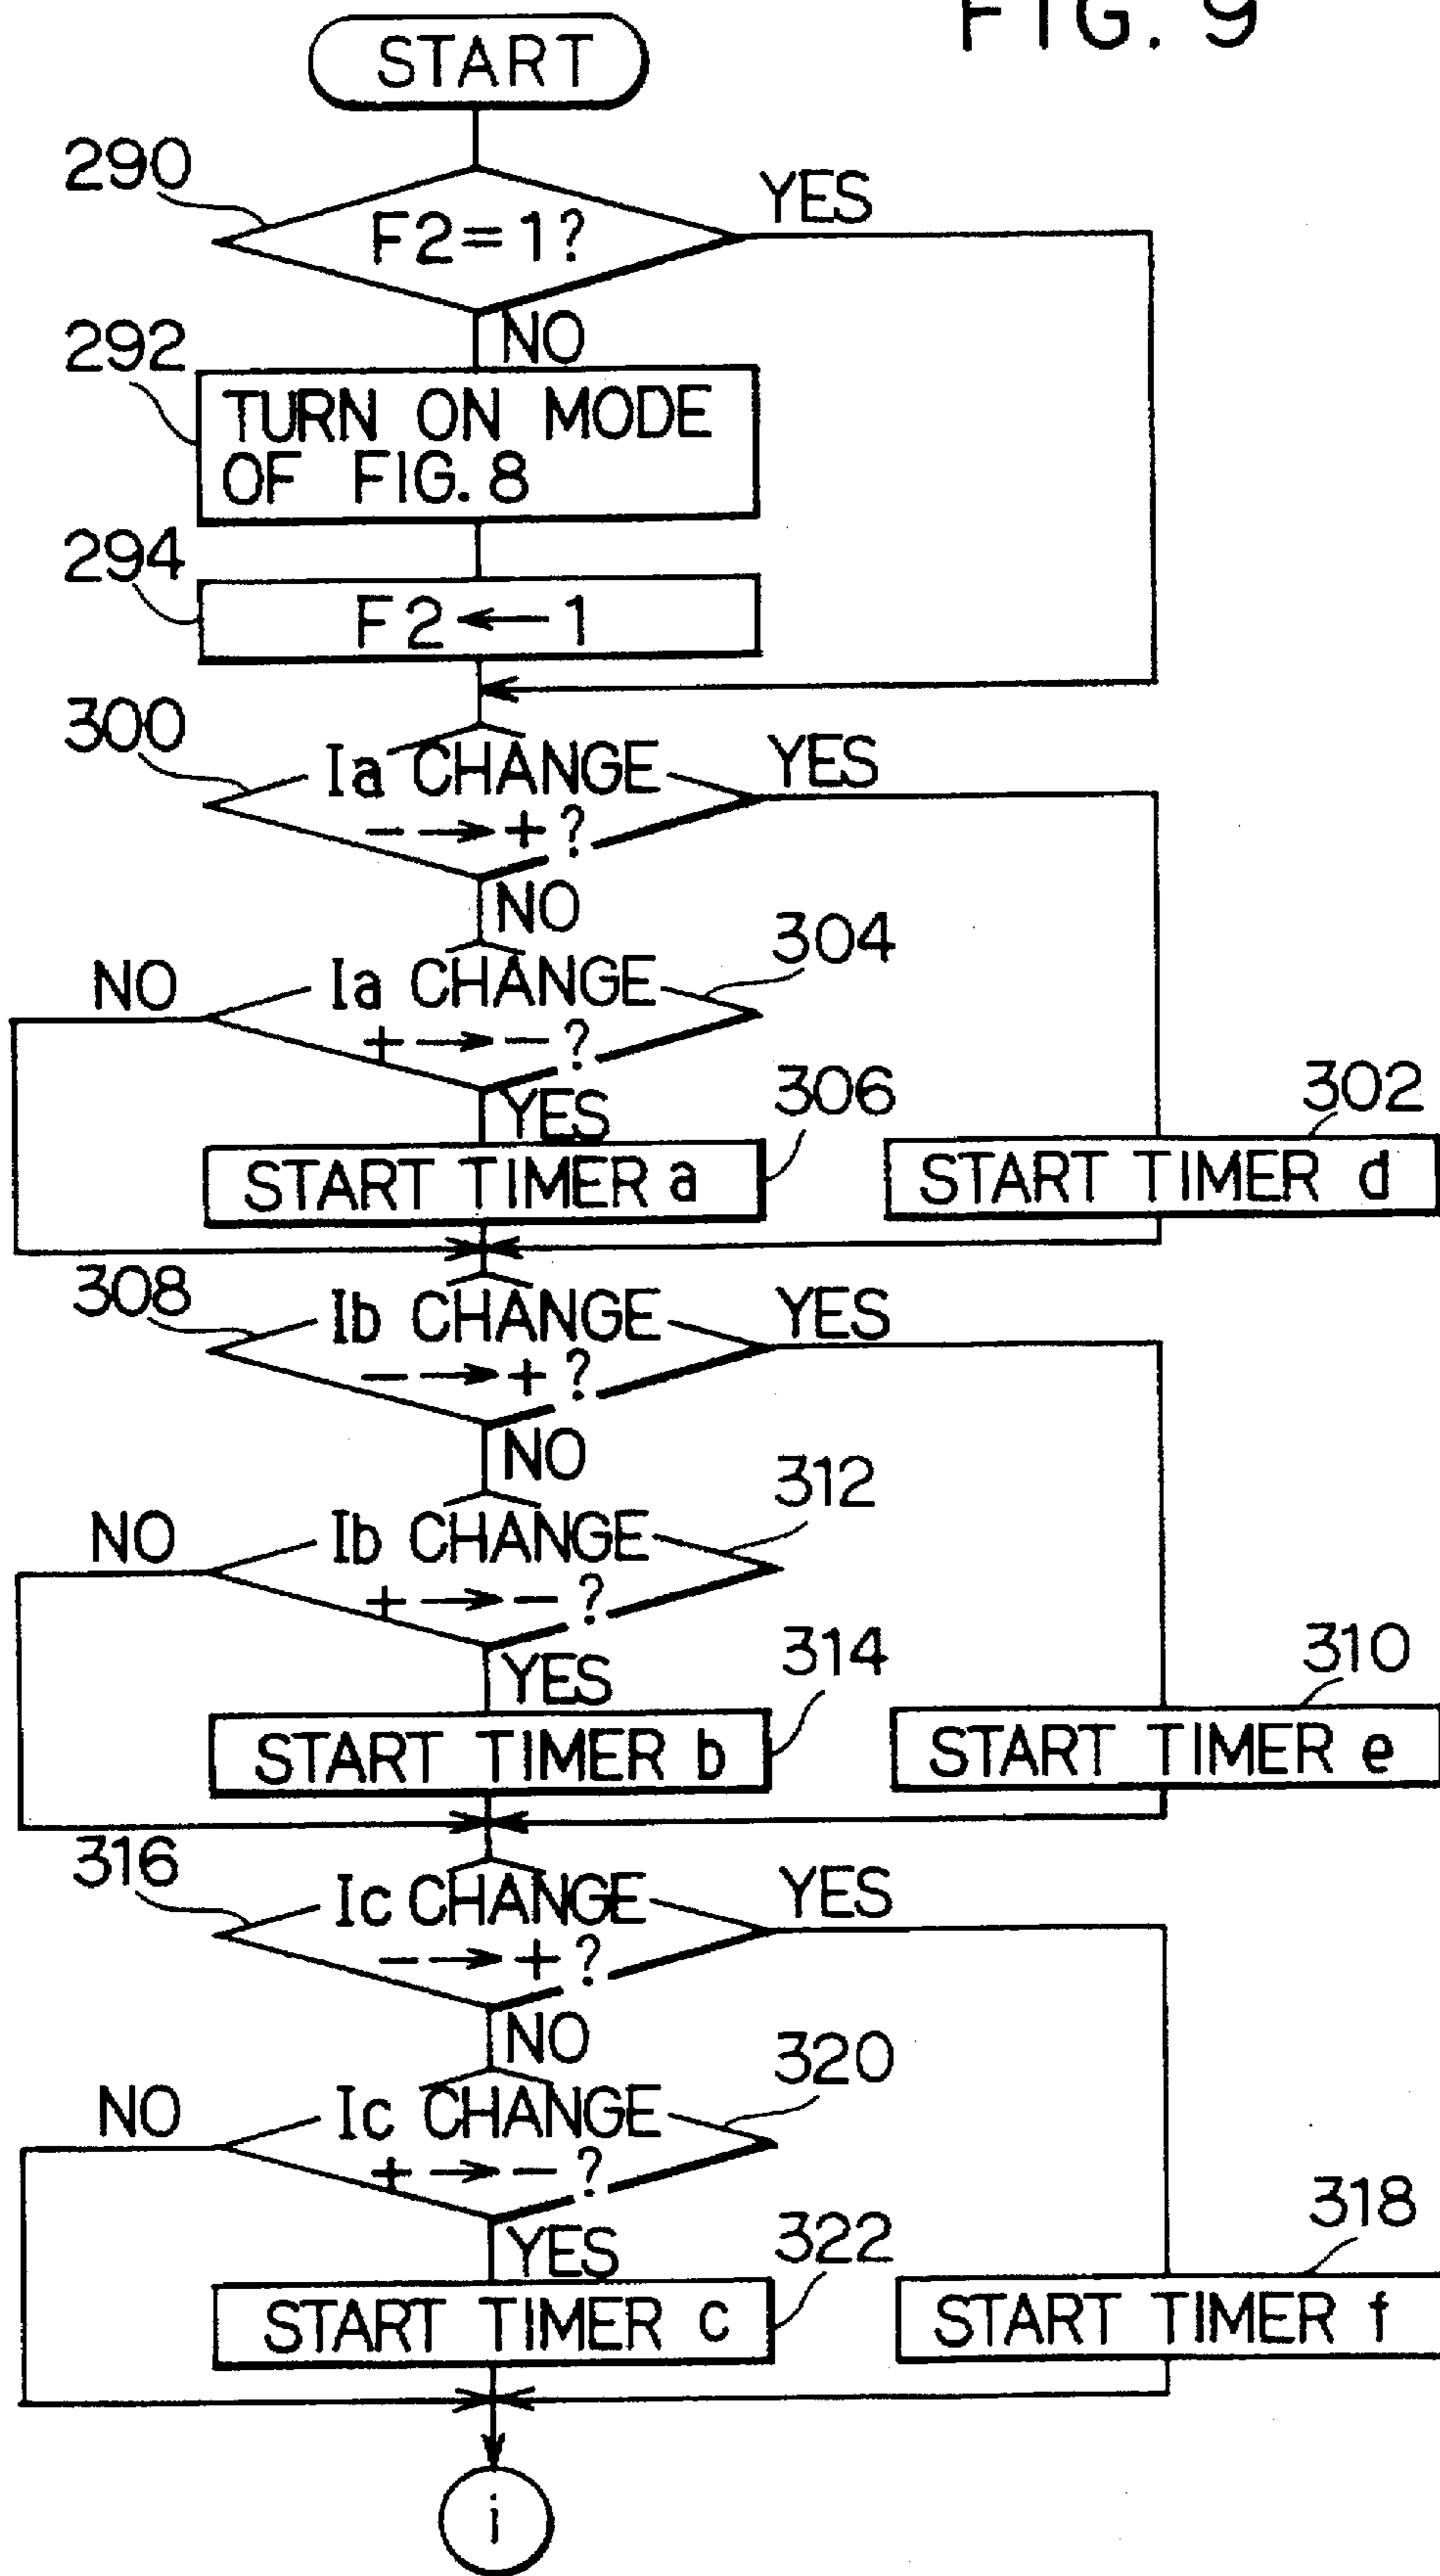 FIG. 9
START
290
F2=1?
YES
NO
292
TURN ON MODE
OF FIG. 8
294
F2←1
300
Ia CHANGE
- → + ?
YES
NO
304
NO
Ia CHANGE
+ → - ?
YES
306
302
START TIMER a
START TIMER d
308
Ib CHANGE
- → + ?
YES
NO
312
NO
Ib CHANGE
+ → - ?
YES
314
310
START TIMER b
START TIMER e
316
Ic CHANGE
- → + ?
YES
NO
320
NO
Ic CHANGE
+ → - ?
YES
322
318
START TIMER c
START TIMER f
i